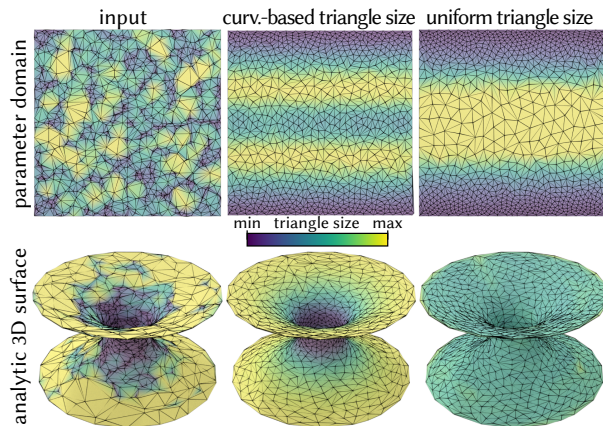 input
curv.-based triangle size
uniform triangle size
parameter domain
min triangle size max
analytic 3D surface